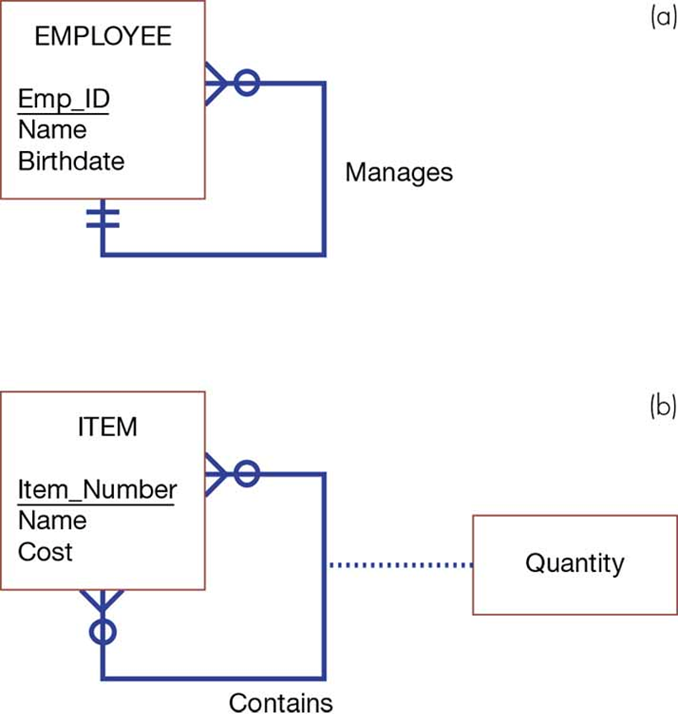 (a)
EMPLOYEE
Emp_ID
Name
Birthdate
Manages
(b)
ITEM
Item_Number
Name
Cost
Quantity
Contains